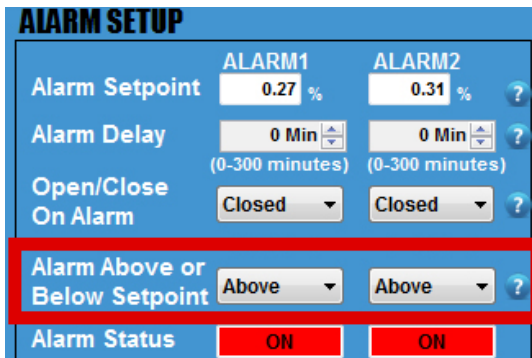 ALARM SETUP
ALARM1 ALARM2
Alarm Setpoint 0.27 % 0.31 % ?
Alarm Delay 0 Min 0 Min ?
(0-300 minutes) (0-300 minutes)
Open/Close
On Alarm Closed Closed ?
Alarm Above or
Below Setpoint Above Above ?
Alarm Status ON ON